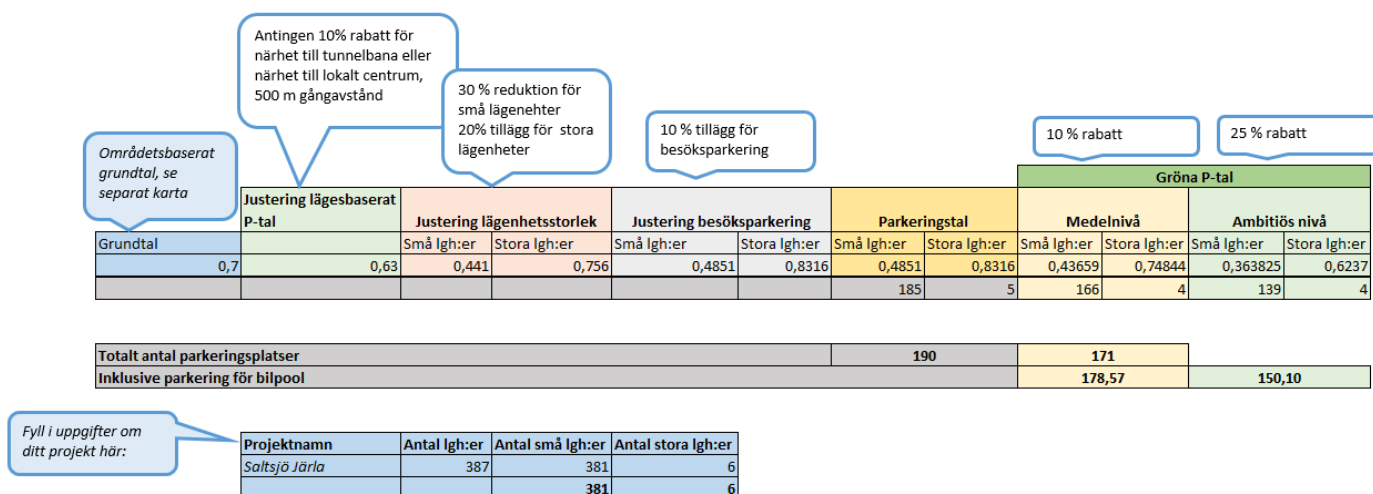 Antingen 10% rabatt för
närhet till tunnelbana eller
närhet till lokalt centrum,
500 m gångavstånd
30 % reduktion för
små lägenehter
20% tillägg för stora
lägenheter
10 % tillägg för
besöksparkering
10 % rabatt
25 % rabatt
Områdetsbaserat
grundtal, se
separat karta
Gröna P-tal
Justering lägesbaserat
P-tal
Justering lägenhetsstorlek
Justering besöksparkering
Parkeringstal
Medelnivå
Ambitiös nivå
Grundtal Små lgh:er Stora lgh:er Små lgh:er Stora lgh:er Små lgh:er Stora lgh:er Små lgh:er Stora lgh:er Små lgh:er Stora lgh:er
0,7 0,63 0,441 0,756 0,4851 0,8316 0,4851 0,8316 0,43659 0,74844 0,363825 0,6237
185 5 166 4 139 4
Totalt antal parkeringsplatser 190 171
Inklusive parkering för bilpool 178,57 150,10
Fyll i uppgifter om
ditt projekt här:
Projektnamn Antal lgh:er Antal små lgh:er Antal stora lgh:er
Saltsjö Järla 387 381 6
381 6